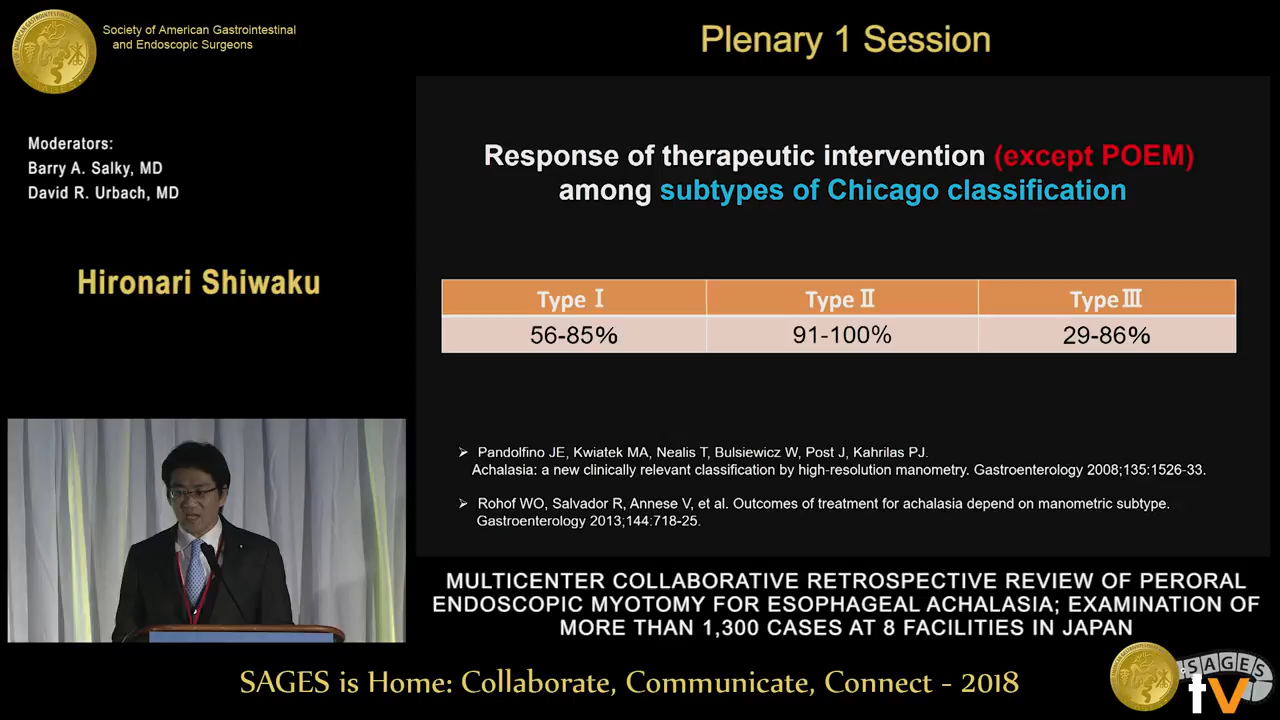 Society of American Gastrointestinal
and Endoscopic Surgeons
Plenary 1 Session
Moderators:
Barry A. Salky, MD
David R. Urbach, MD
Hironari Shiwaku
Response of therapeutic intervention (except POEM)
among subtypes of Chicago classification
Type Ⅰ Type Ⅱ Type Ⅲ
56-85% 91-100% 29-86%
➢ Pandolfino JE, Kwiatek MA, Nealis T, Bulsiewicz W, Post J, Kahrilas PJ.
Achalasia: a new clinically relevant classification by high-resolution manometry. Gastroenterology 2008;135:1526-33.
➢ Rohof WO, Salvador R, Annese V, et al. Outcomes of treatment for achalasia depend on manometric subtype.
Gastroenterology 2013;144:718-25.
MULTICENTER COLLABORATIVE RETROSPECTIVE REVIEW OF PERORAL
ENDOSCOPIC MYOTOMY FOR ESOPHAGEAL ACHALASIA; EXAMINATION OF
MORE THAN 1,300 CASES AT 8 FACILITIES IN JAPAN
SAGES is Home: Collaborate, Communicate, Connect - 2018
SAGES
tv